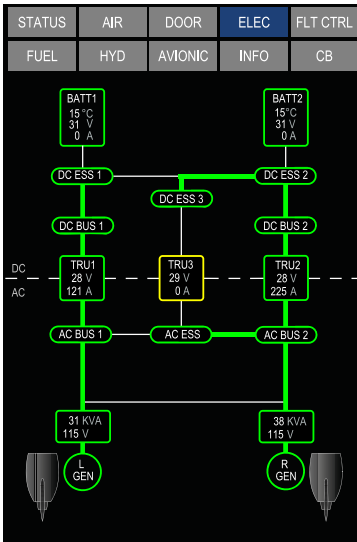 STATUS AIR DOOR ELEC FLT CTRL
FUEL HYD AVIONIC INFO CB
BATT1 BATT2
15°C 15°C
31 V 31 V
0 A 0 A
DC ESS 1 DC ESS 2
DC ESS 3
DC BUS 1 DC BUS 2
TRU1 TRU3 TRU2
DC 28 V 29 V 28 V
AC 121 A 0 A 225 A
AC BUS 1 AC ESS AC BUS 2
31 KVA 38 KVA
115 V 115 V
L R
GEN GEN